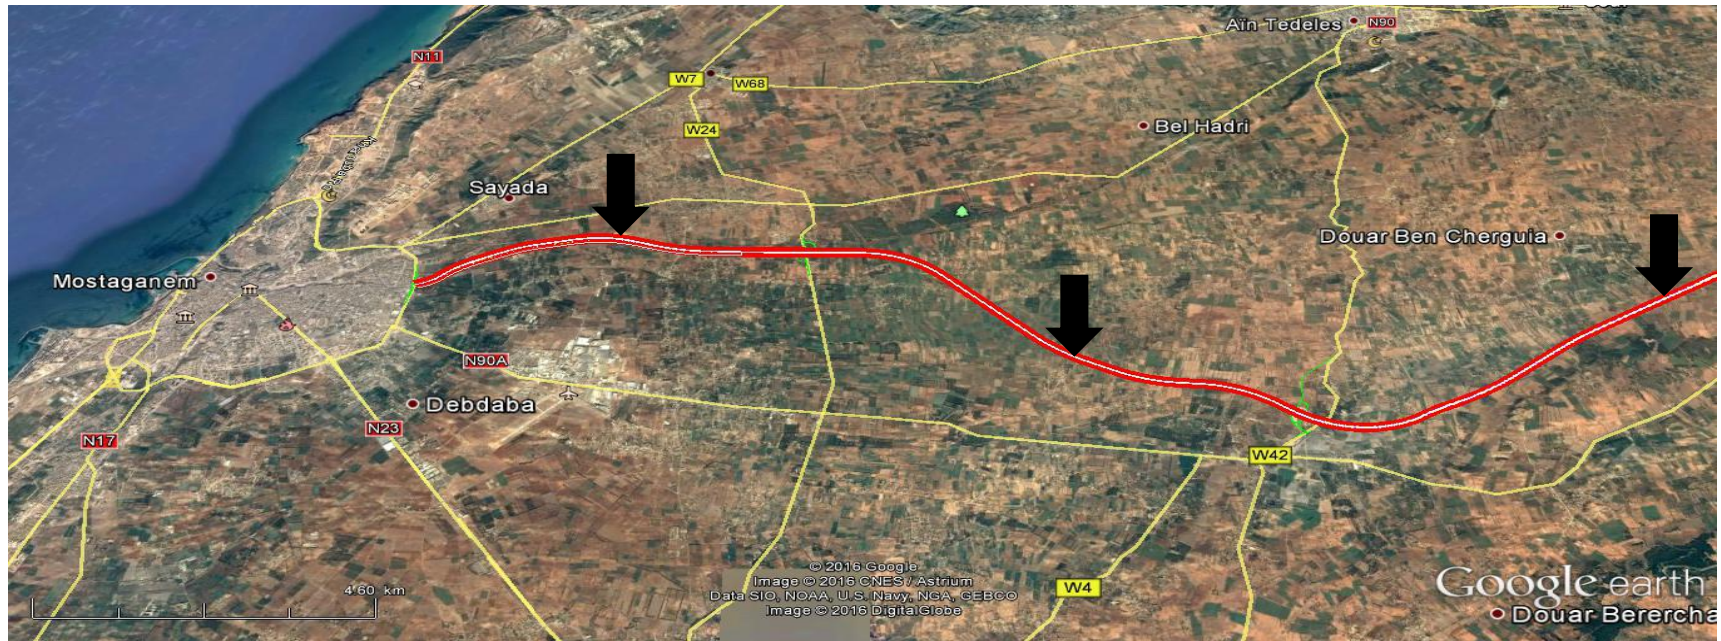 Aïn Tedeles
N90
N11
W7
W68
W24
Bel Hadri
Sayada
Douar Ben Cherguia
Mostaganem
N90A
Debdaba
N23
N17
W42
© 2016 Google
Image © 2016 CNES / Astrium
Data SIO, NOAA, U.S. Navy, NGA, GEBCO
Image © 2016 DigitalGlobe
4.60 km
W4
Google earth
Douar Berercha